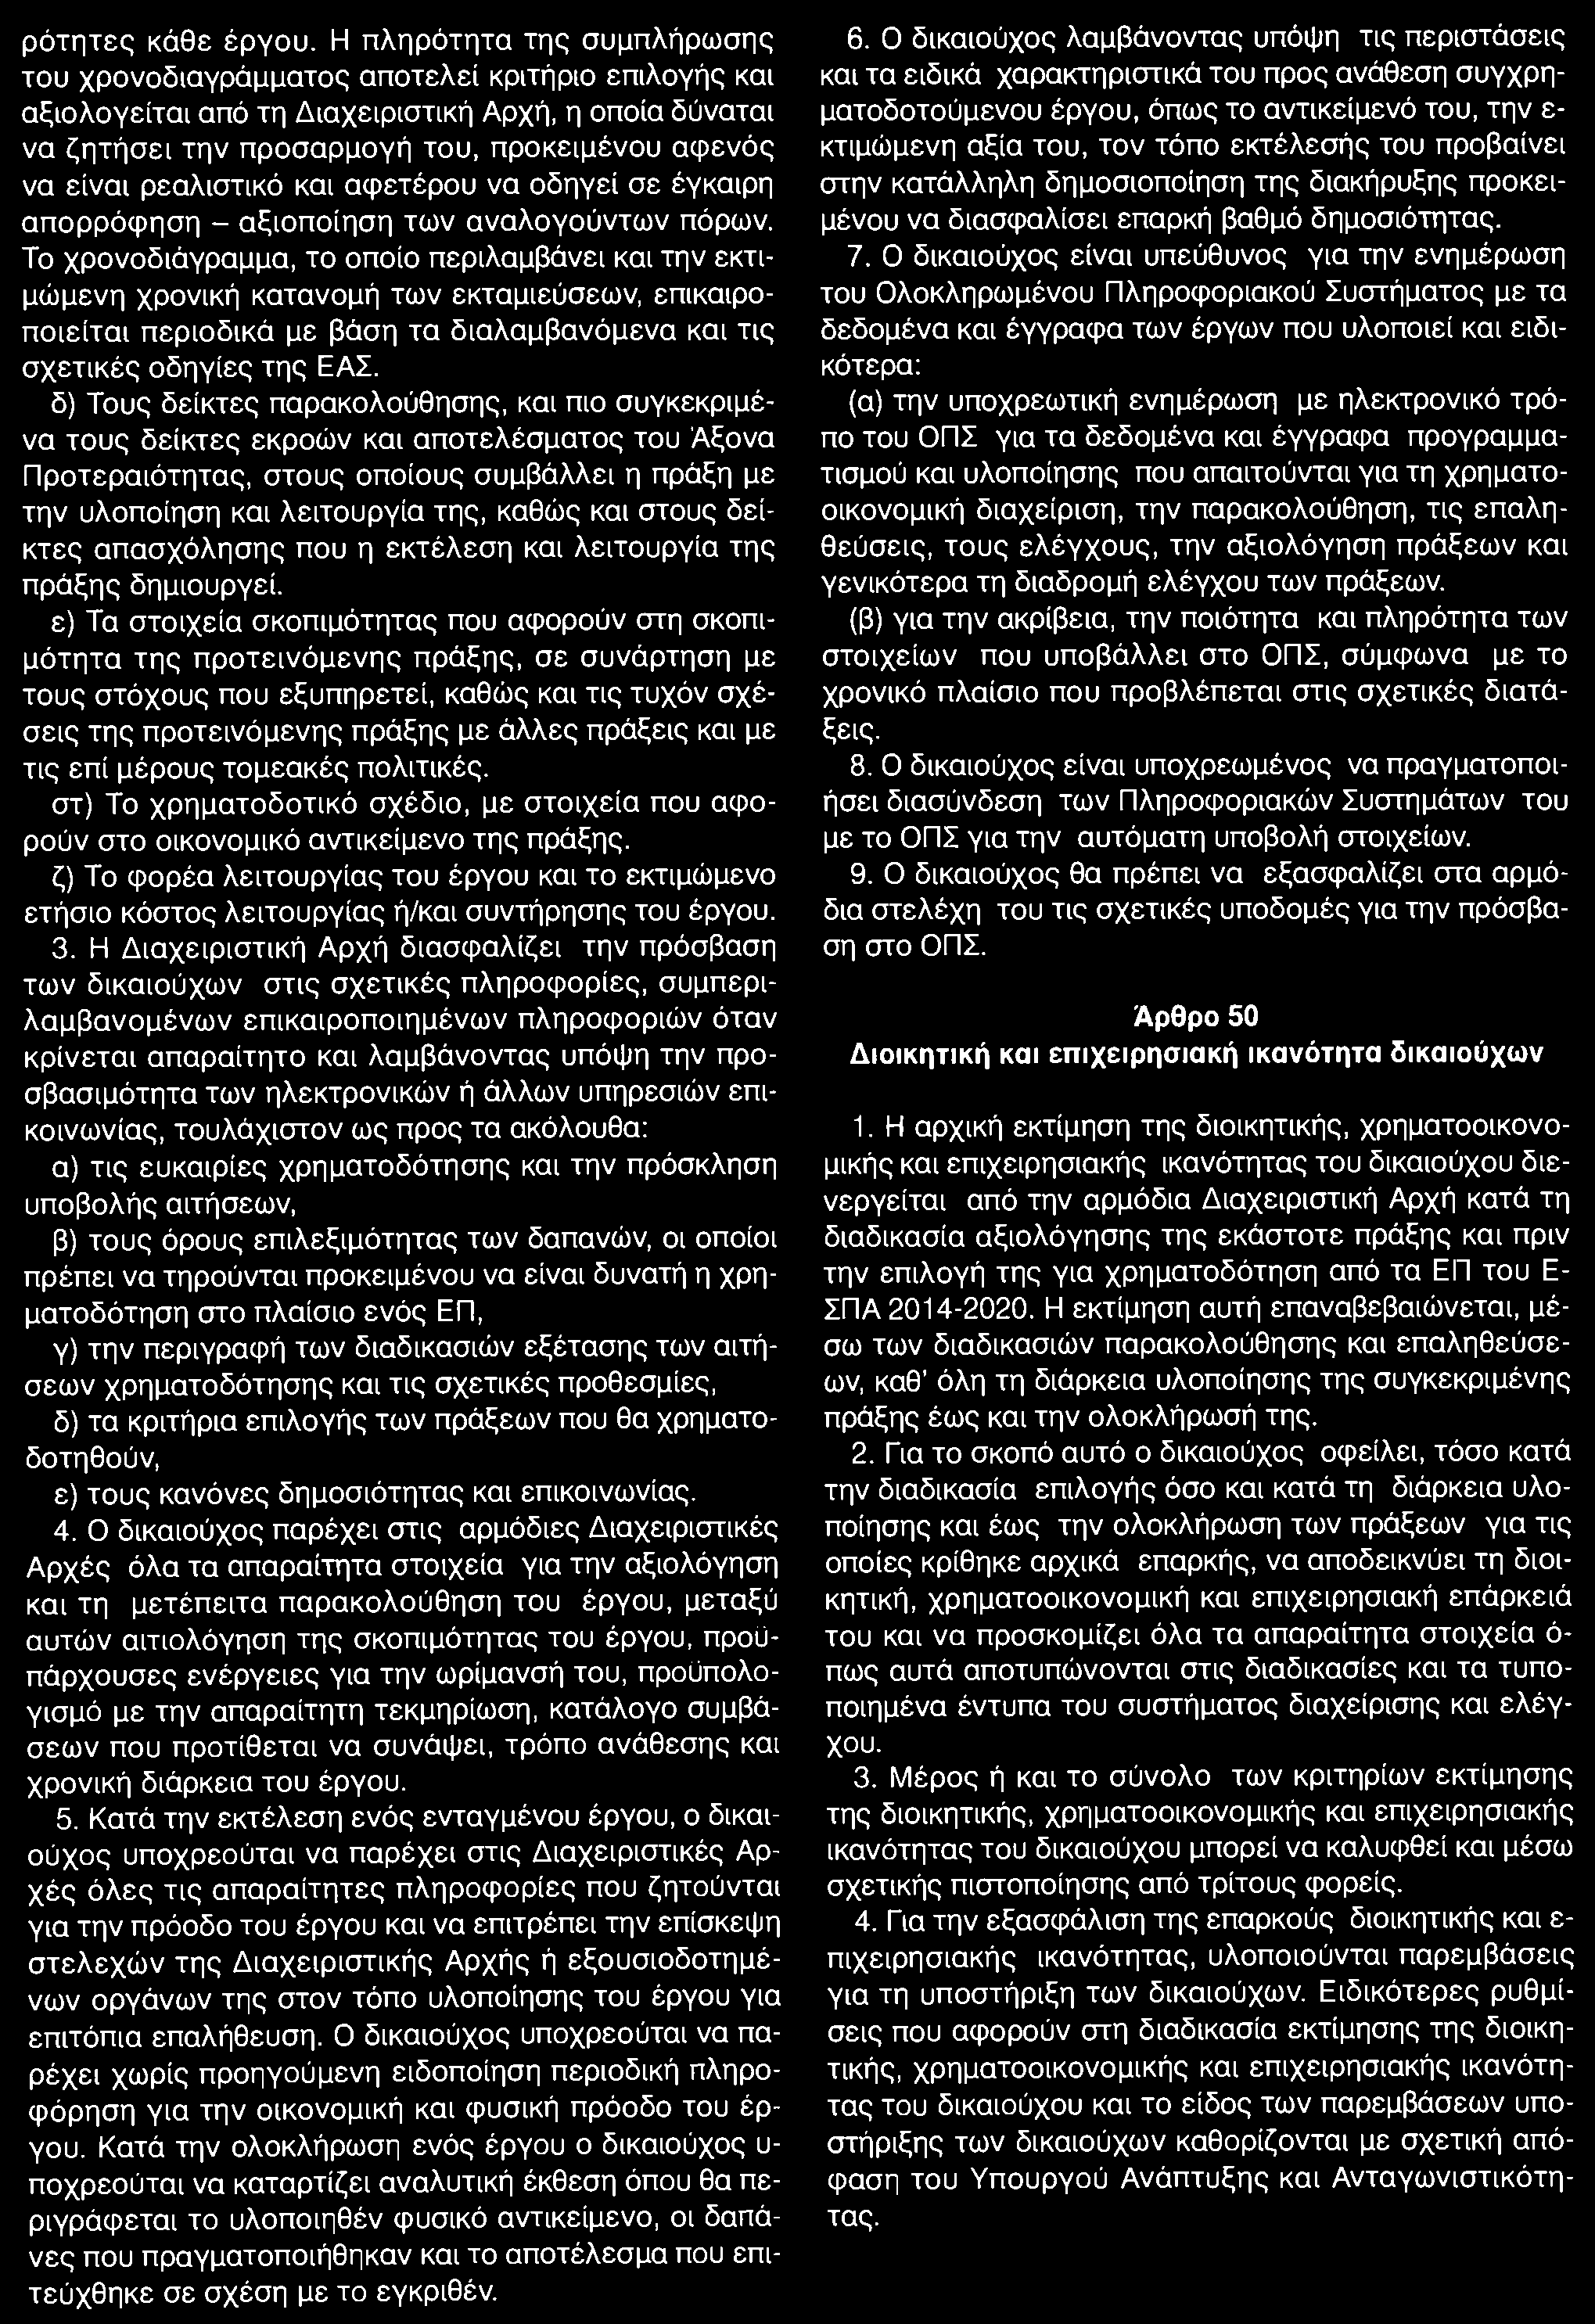 ρότητες κάθε έργου. Η πληρότητα της συμπλήρωσης
του χρονοδιαγράμματος αποτελεί κριτήριο επιλογής και
αξιολογείται από τη Διαχειριστική Αρχή, η οποία δύναται
να ζητήσει την προσαρμογή του, προκειμένου αφενός
να είναι ρεαλιστικό και αφετέρου να οδηγεί σε έγκαιρη
απορρόφηση – αξιοποίηση των αναλογούντων πόρων.
Το χρονοδιάγραμμα, το οποίο περιλαμβάνει και την εκτι-
μώμενη χρονική κατανομή των εκταμιεύσεων, επικαιρο-
ποιείται περιοδικά με βάση τα διαλαμβανόμενα και τις
σχετικές οδηγίες της ΕΑΣ.
δ) Τους δείκτες παρακολούθησης, και πιο συγκεκριμέ-
να τους δείκτες εκροών και αποτελέσματος του Άξονα
Προτεραιότητας, στους οποίους συμβάλλει η πράξη με
την υλοποίηση και λειτουργία της, καθώς και στους δεί-
κτες απασχόλησης που η εκτέλεση και λειτουργία της
πράξης δημιουργεί.
ε) Τα στοιχεία σκοπιμότητας που αφορούν στη σκοπι-
μότητα της προτεινόμενης πράξης, σε συνάρτηση με
τους στόχους που εξυπηρετεί, καθώς και τις τυχόν σχέ-
σεις της προτεινόμενης πράξης με άλλες πράξεις και με
τις επί μέρους τομεακές πολιτικές.
στ) Το χρηματοδοτικό σχέδιο, με στοιχεία που αφο-
ρούν στο οικονομικό αντικείμενο της πράξης.
ζ) Το φορέα λειτουργίας του έργου και το εκτιμώμενο
ετήσιο κόστος λειτουργίας ή/και συντήρησης του έργου.
3. Η Διαχειριστική Αρχή διασφαλίζει την πρόσβαση
των δικαιούχων στις σχετικές πληροφορίες, συμπερι-
λαμβανομένων επικαιροποιημένων πληροφοριών όταν
κρίνεται απαραίτητο και λαμβάνοντας υπόψη την προ-
σβασιμότητα των ηλεκτρονικών ή άλλων υπηρεσιών επι-
κοινωνίας, τουλάχιστον ως προς τα ακόλουθα:
α) τις ευκαιρίες χρηματοδότησης και την πρόσκληση
υποβολής αιτήσεων,
β) τους όρους επιλεξιμότητας των δαπανών, οι οποίοι
πρέπει να τηρούνται προκειμένου να είναι δυνατή η χρη-
ματοδότηση στο πλαίσιο ενός ΕΠ,
γ) την περιγραφή των διαδικασιών εξέτασης των αιτή-
σεων χρηματοδότησης και τις σχετικές προθεσμίες,
δ) τα κριτήρια επιλογής των πράξεων που θα χρηματο-
δοτηθούν,
ε) τους κανόνες δημοσιότητας και επικοινωνίας.
4. Ο δικαιούχος παρέχει στις αρμόδιες Διαχειριστικές
Αρχές όλα τα απαραίτητα στοιχεία για την αξιολόγηση
και τη μετέπειτα παρακολούθηση του έργου, μεταξύ
αυτών αιτιολόγηση της σκοπιμότητας του έργου, προϋ-
πάρχουσες ενέργειες για την ωρίμανσή του, προϋπολο-
γισμό με την απαραίτητη τεκμηρίωση, κατάλογο συμβά-
σεων που προτίθεται να συνάψει, τρόπο ανάθεσης και
χρονική διάρκεια του έργου.
5. Κατά την εκτέλεση ενός ενταγμένου έργου, ο δικαι-
ούχος υποχρεούται να παρέχει στις Διαχειριστικές Αρ-
χές όλες τις απαραίτητες πληροφορίες που ζητούνται
για την πρόοδο του έργου και να επιτρέπει την επίσκεψη
στελεχών της Διαχειριστικής Αρχής ή εξουσιοδοτημέ-
νων οργάνων της στον τόπο υλοποίησης του έργου για
επιτόπια επαλήθευση. Ο δικαιούχος υποχρεούται να πα-
ρέχει χωρίς προηγούμενη ειδοποίηση περιοδική πληρο-
φόρηση για την οικονομική και φυσική πρόοδο του έρ-
γου. Κατά την ολοκλήρωση ενός έργου ο δικαιούχος υ-
ποχρεούται να καταρτίζει αναλυτική έκθεση όπου θα πε-
ριγράφεται το υλοποιηθέν φυσικό αντικείμενο, οι δαπά-
νες που πραγματοποιήθηκαν και το αποτέλεσμα που επι-
τεύχθηκε σε σχέση με το εγκριθέν.
6. Ο δικαιούχος λαμβάνοντας υπόψη τις περιστάσεις
και τα ειδικά χαρακτηριστικά του προς ανάθεση συγχρη-
ματοδοτούμενου έργου, όπως το αντικείμενό του, την ε-
κτιμώμενη αξία του, τον τόπο εκτέλεσής του προβαίνει
στην κατάλληλη δημοσιοποίηση της διακήρυξης προκει-
μένου να διασφαλίσει επαρκή βαθμό δημοσιότητας.
7. Ο δικαιούχος είναι υπεύθυνος για την ενημέρωση
του Ολοκληρωμένου Πληροφοριακού Συστήματος με τα
δεδομένα και έγγραφα των έργων που υλοποιεί και ειδι-
κότερα:
(α) την υποχρεωτική ενημέρωση με ηλεκτρονικό τρό-
πο του ΟΠΣ για τα δεδομένα και έγγραφα προγραμμα-
τισμού και υλοποίησης που απαιτούνται για τη χρηματο-
οικονομική διαχείριση, την παρακολούθηση, τις επαλη-
θεύσεις, τους ελέγχους, την αξιολόγηση πράξεων και
γενικότερα τη διαδρομή ελέγχου των πράξεων.
(β) για την ακρίβεια, την ποιότητα και πληρότητα των
στοιχείων που υποβάλλει στο ΟΠΣ, σύμφωνα με το
χρονικό πλαίσιο που προβλέπεται στις σχετικές διατά-
ξεις.
8. Ο δικαιούχος είναι υποχρεωμένος να πραγματοποι-
ήσει διασύνδεση των Πληροφοριακών Συστημάτων του
με το ΟΠΣ για την αυτόματη υποβολή στοιχείων.
9. Ο δικαιούχος θα πρέπει να εξασφαλίζει στα αρμό-
δια στελέχη του τις σχετικές υποδομές για την πρόσβα-
ση στο ΟΠΣ.
Άρθρο 50
Διοικητική και επιχειρησιακή ικανότητα δικαιούχων
1. Η αρχική εκτίμηση της διοικητικής, χρηματοοικονο-
μικής και επιχειρησιακής ικανότητας του δικαιούχου διε-
νεργείται από την αρμόδια Διαχειριστική Αρχή κατά τη
διαδικασία αξιολόγησης της εκάστοτε πράξης και πριν
την επιλογή της για χρηματοδότηση από τα ΕΠ του Ε-
ΣΠΑ 2014-2020. Η εκτίμηση αυτή επαναβεβαιώνεται, μέ-
σω των διαδικασιών παρακολούθησης και επαληθεύσε-
ων, καθ' όλη τη διάρκεια υλοποίησης της συγκεκριμένης
πράξης έως και την ολοκλήρωσή της.
2. Για το σκοπό αυτό ο δικαιούχος οφείλει, τόσο κατά
την διαδικασία επιλογής όσο και κατά τη διάρκεια υλο-
ποίησης και έως την ολοκλήρωση των πράξεων για τις
οποίες κρίθηκε αρχικά επαρκής, να αποδεικνύει τη διοι-
κητική, χρηματοοικονομική και επιχειρησιακή επάρκειά
του και να προσκομίζει όλα τα απαραίτητα στοιχεία ό-
πως αυτά αποτυπώνονται στις διαδικασίες και τα τυπο-
ποιημένα έντυπα του συστήματος διαχείρισης και ελέγ-
χου.
3. Μέρος ή και το σύνολο των κριτηρίων εκτίμησης
της διοικητικής, χρηματοοικονομικής και επιχειρησιακής
ικανότητας του δικαιούχου μπορεί να καλυφθεί και μέσω
σχετικής πιστοποίησης από τρίτους φορείς.
4. Για την εξασφάλιση της επαρκούς διοικητικής και ε-
πιχειρησιακής ικανότητας, υλοποιούνται παρεμβάσεις
για τη υποστήριξη των δικαιούχων. Ειδικότερες ρυθμί-
σεις που αφορούν στη διαδικασία εκτίμησης της διοικη-
τικής, χρηματοοικονομικής και επιχειρησιακής ικανότη-
τας του δικαιούχου και το είδος των παρεμβάσεων υπο-
στήριξης των δικαιούχων καθορίζονται με σχετική από-
φαση του Υπουργού Ανάπτυξης και Ανταγωνιστικότη-
τας.